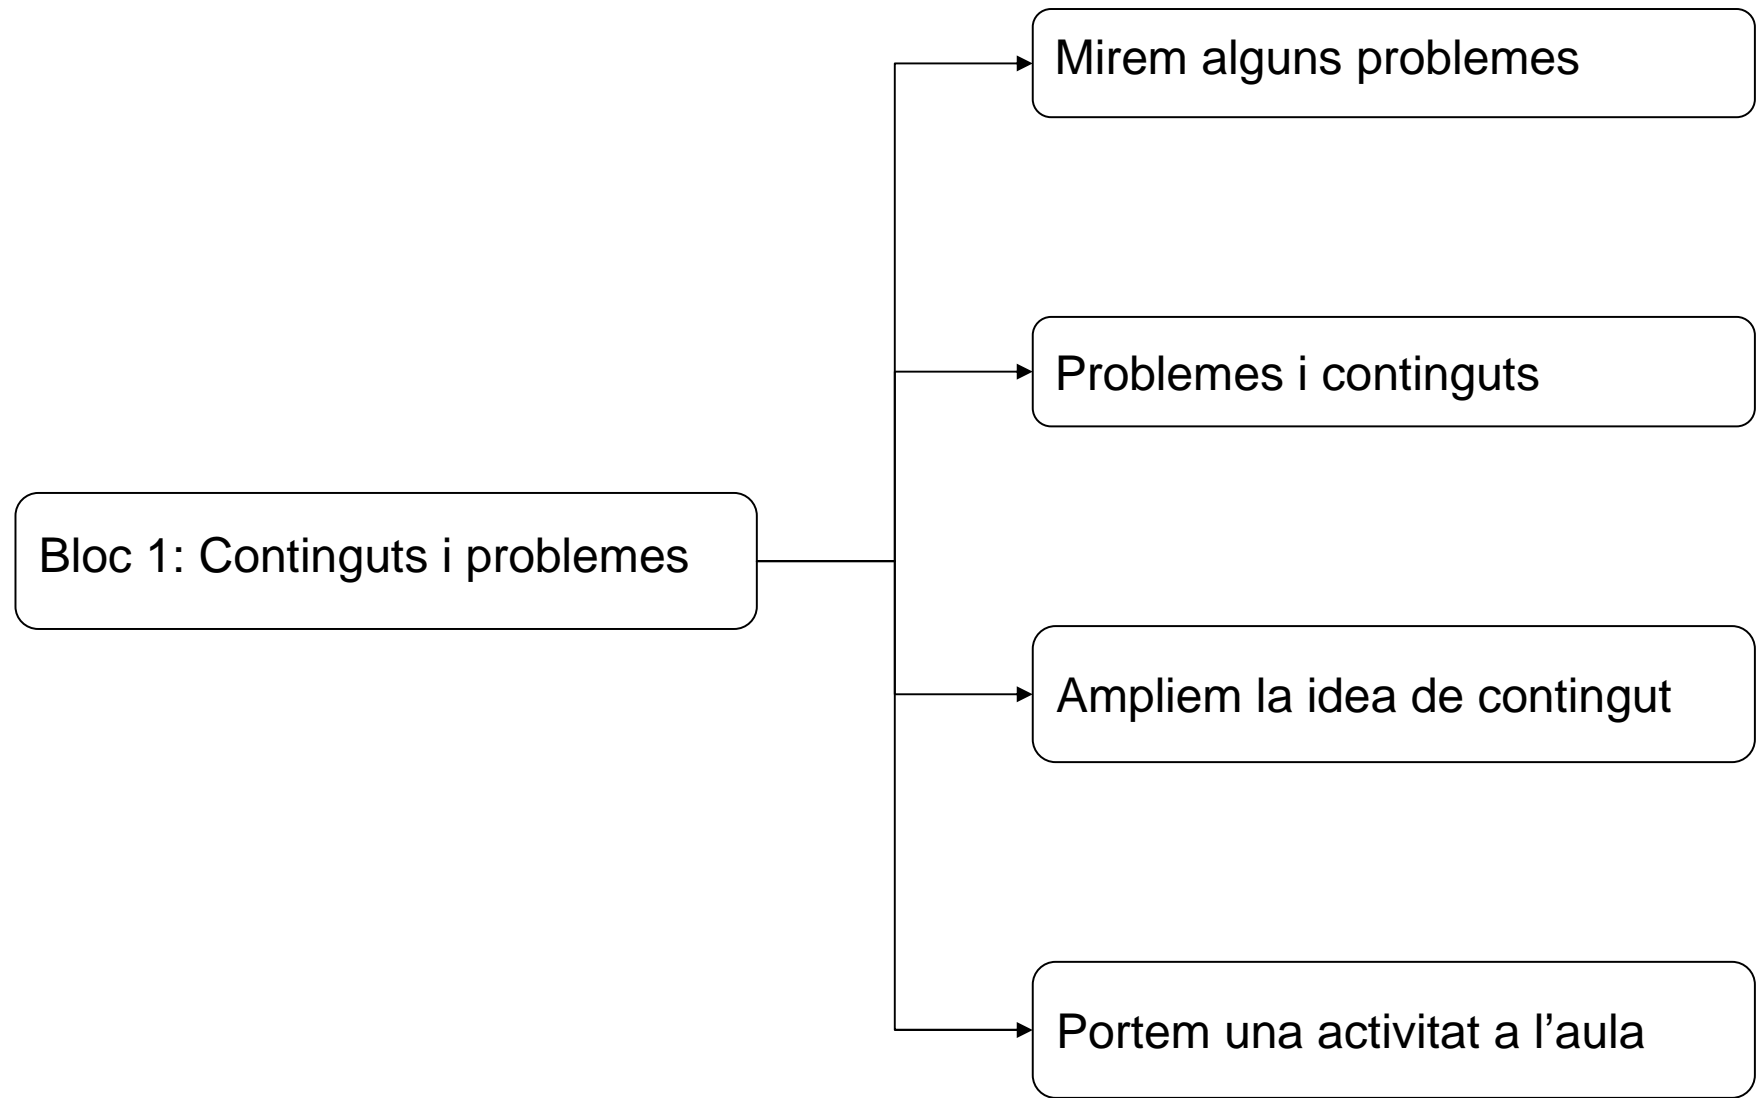 Mirem alguns problemes
Problemes i continguts
Bloc 1: Continguts i problemes
Ampliem la idea de contingut
Portem una activitat a l’aula